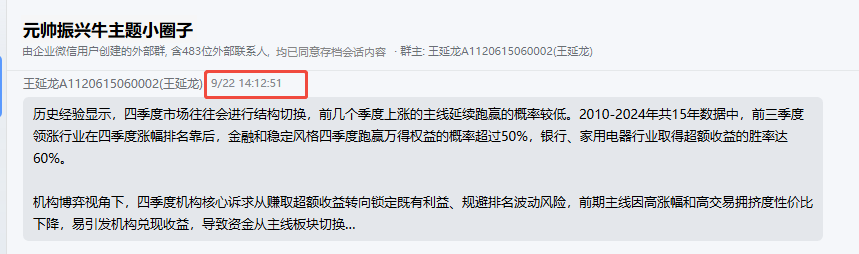 元帅振兴牛主题小圈子
由企业微信用户创建的外部群, 含483位外部联系人, 均已同意存档会话内容 · 群主: 王延龙A1120615060002(王延龙)
王延龙A1120615060002(王延龙) 9/22 14:12:51
历史经验显示，四季度市场往往会进行结构切换，前几个季度上涨的主线延续跑赢的概率较低。2010-2024年共15年数据中，前三季度
领涨行业在四季度涨幅排名靠后，金融和稳定风格四季度跑赢万得权益的概率超过50%，银行、家用电器行业取得超额收益的胜率达
60%。
机构博弈视角下，四季度机构核心诉求从赚取超额收益转向锁定既有利益、规避排名波动风险，前期主线因高涨幅和高交易拥挤度性价比
下降，易引发机构兑现收益，导致资金从主线板块切换...